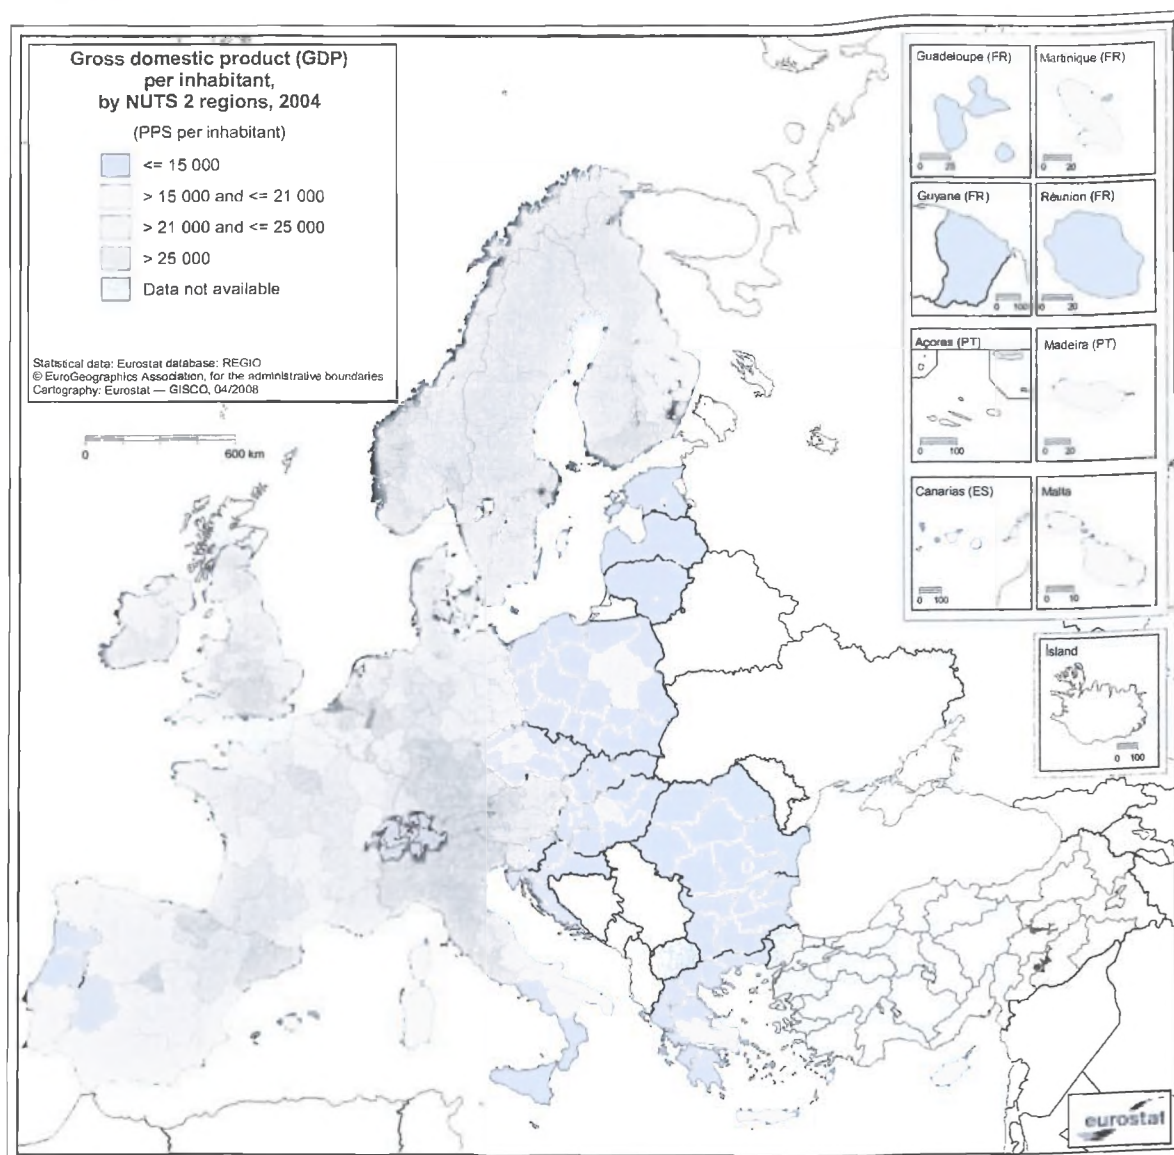 Gross domestic product (GDP)
per inhabitant,
by NUTS 2 regions, 2004
(PPS per inhabitant)
<= 15 000
> 15 000 and <= 21 000
> 21 000 and <= 25 000
> 25 000
Data not available
Statistical data: Eurostat database: REGIO
© EuroGeographics Association, for the administrative boundaries
Cartography: Eurostat — GISCO, 04/2008
0 600 km
Guadeloupe (FR)
0 25
Martinique (FR)
0 20
Guyane (FR)
0 100
Réunion (FR)
0 20
Açores (PT)
0 100
Madeira (PT)
0 20
Canarias (ES)
0 100
Malta
0 10
Ísland
0 100
eurostat